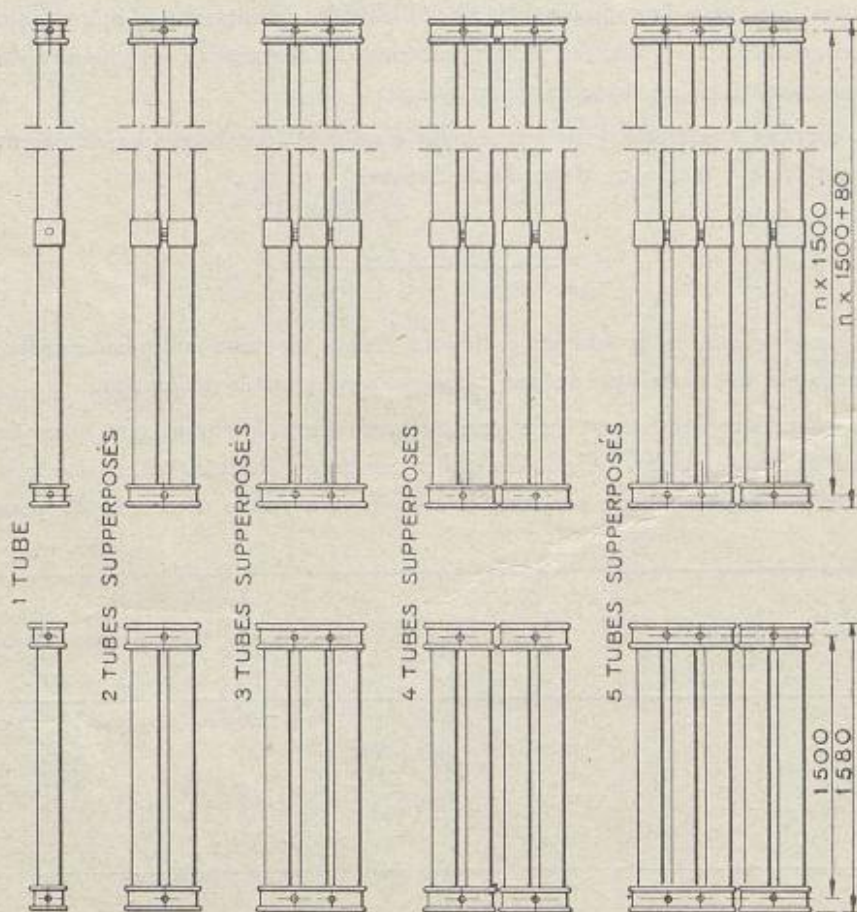 1 TUBE
2 TUBES SUPPERPOSÉS
3 TUBES SUPPERPOSÉS
4 TUBES SUPPERPOSÉS
5 TUBES SUPPERPOSÉS
n x 1500
n x 1500+80
1500
1580